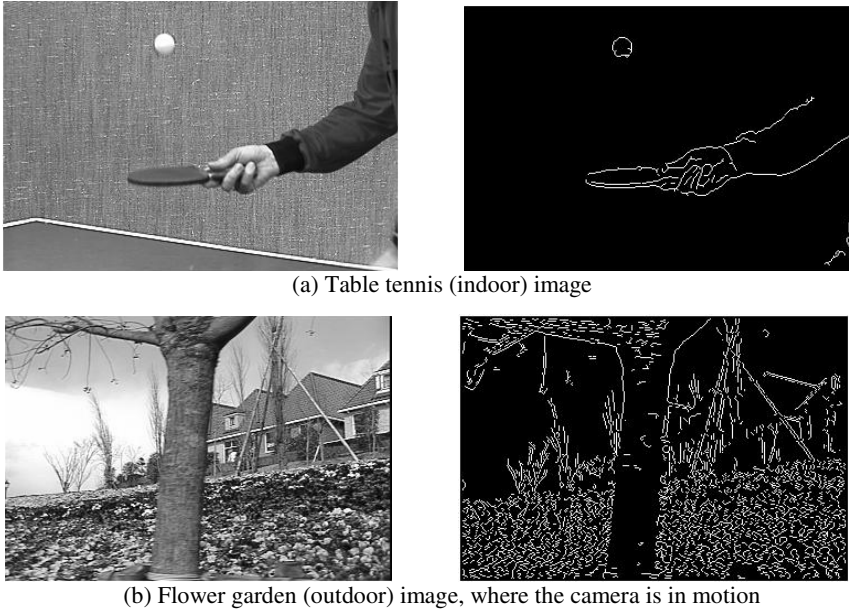 (a) Table tennis (indoor) image
(b) Flower garden (outdoor) image, where the camera is in motion